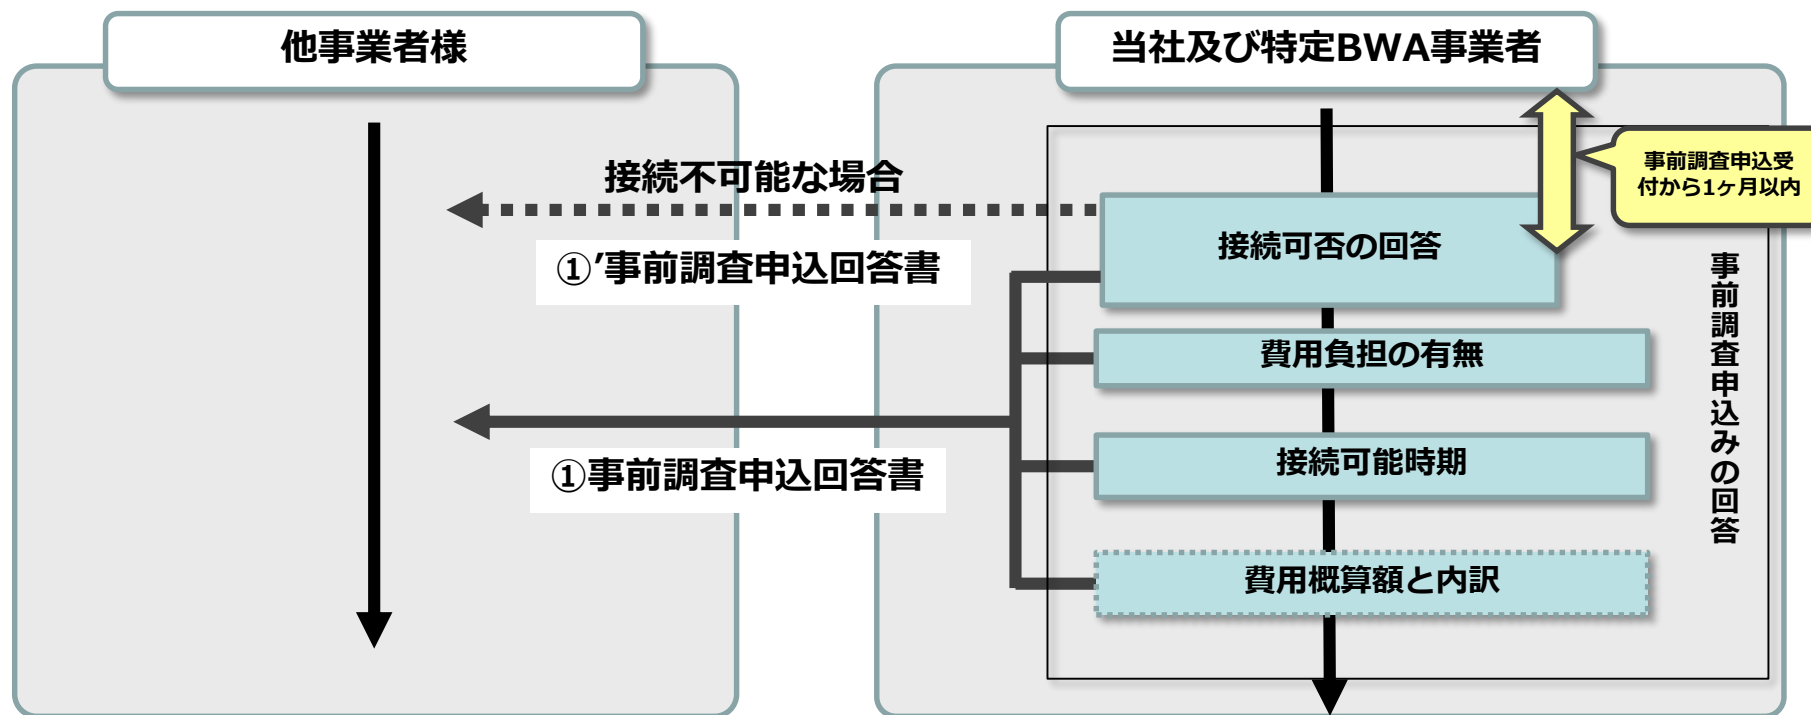 他事業者様
当社及び特定BWA事業者
事前調査申込受
付から1ヶ月以内
接続不可能な場合
①’事前調査申込回答書
接続可否の回答
費用負担の有無
①事前調査申込回答書
接続可能時期
費用概算額と内訳
事前調査申込みの回答